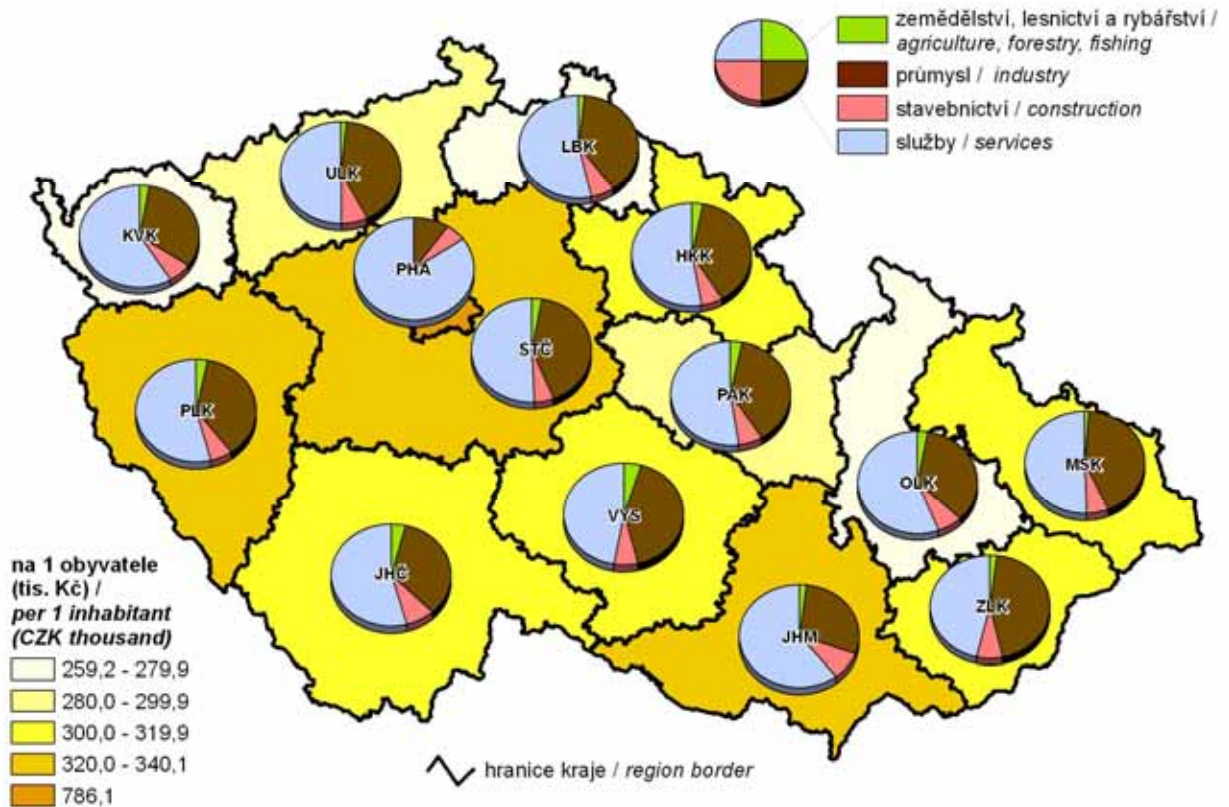 zemědělství, lesnictví a rybářství /
agriculture, forestry, fishing
průmysl / industry
stavebnictví / construction
služby / services
LBK
ULK
KVK
HKK
PHA
STČ
PAK
PLK
OLK
MSK
VYS
JHČ
ZLK
JHM
na 1 obyvatele
(tis. Kč) /
per 1 inhabitant
(CZK thousand)
259,2 - 279,9
280,0 - 299,9
300,0 - 319,9
320,0 - 340,1
786,1
hranice kraje / region border